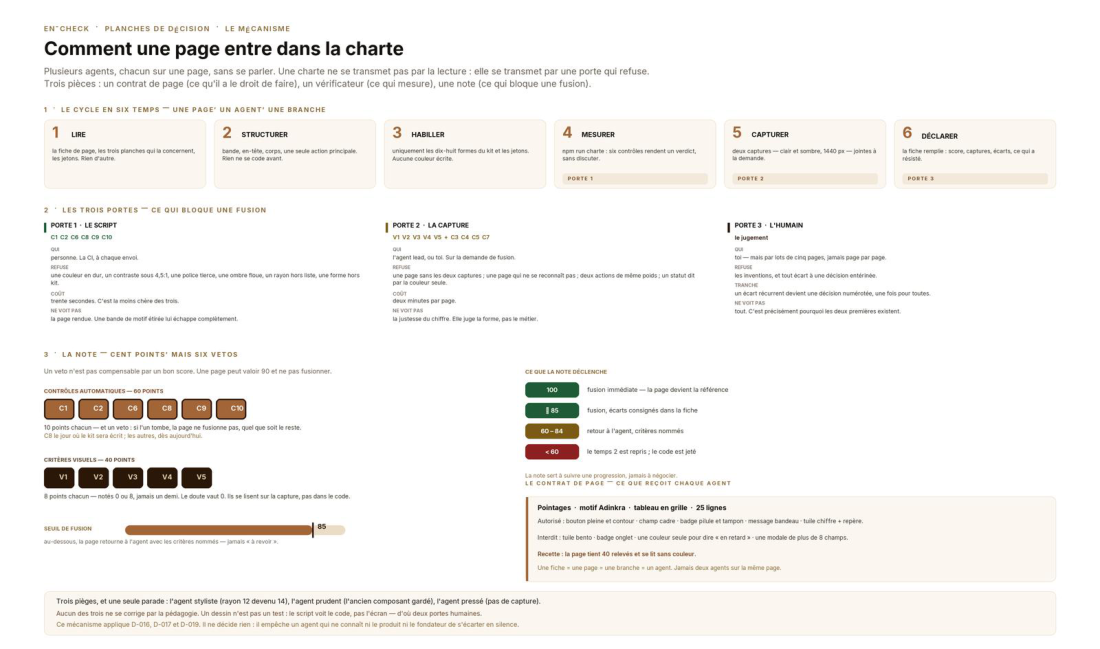 EN˘CHECK ˙ PLANCHES DE DéCISION ˙ LE MéCANISME
Comment une page entre dans la charte
Plusieurs agents, chacun sur une page, sans se parler. Une charte ne se transmet pas par la lecture : elle se transmet par une porte qui refuse.
Trois pièces : un contrat de page (ce qu'il a le droit de faire), un vérificateur (ce qui mesure), une note (ce qui bloque une fusion).
1 ˙ LE CYCLE EN SIX TEMPS — UNE PAGE' UN AGENT' UNE BRANCHE
1 LIRE
la fiche de page, les trois planches qui la concernent,
les jetons. Rien d'autre.
2 STRUCTURER
bande, en-tête, corps, une seule action principale.
Rien ne se code avant.
3 HABILLER
uniquement les dix-huit formes du kit et les jetons.
Aucune couleur écrite.
4 MESURER
npm run charte : six contrôles rendent un verdict,
sans discuter.
PORTE 1
5 CAPTURER
deux captures — clair et sombre, 1440 px — jointes à
la demande.
PORTE 2
6 DÉCLARER
la fiche remplie : score, captures, écarts, ce qui a
résisté.
PORTE 3
2 ˙ LES TROIS PORTES — CE QUI BLOQUE UNE FUSION
PORTE 1 · LE SCRIPT
C1 C2 C6 C8 C9 C10
QUI
personne. La CI, à chaque envoi.
REFUSE
une couleur en dur, un contraste sous 4,5:1, une police tierce, une ombre floue, un rayon hors liste, une forme hors
kit.
COÛT
trente secondes. C'est la moins chère des trois.
NE VOIT PAS
la page rendue. Une bande de motif étirée lui échappe complètement.
PORTE 2 · LA CAPTURE
V1 V2 V3 V4 V5 + C3 C4 C5 C7
QUI
l'agent lead, ou toi. Sur la demande de fusion.
REFUSE
une page sans les deux captures ; une page qui ne se reconnaît pas ; deux actions de même poids ; un statut dit
par la couleur seule.
COÛT
deux minutes par page.
NE VOIT PAS
la justesse du chiffre. Elle juge la forme, pas le métier.
PORTE 3 · L'HUMAIN
le jugement
QUI
toi — mais par lots de cinq pages, jamais page par page.
REFUSE
les inventions, et tout écart à une décision entérinée.
TRANCHE
un écart récurrent devient une décision numérotée, une fois pour toutes.
NE VOIT PAS
tout. C'est précisément pourquoi les deux premières existent.
3 ˙ LA NOTE — CENT POINTS' MAIS SIX VETOS
Un veto n'est pas compensable par un bon score. Une page peut valoir 90 et ne pas fusionner.
CONTRÔLES AUTOMATIQUES — 60 POINTS
C1 C2 C6 C8 C9 C10
10 points chacun — et un veto : si l'un tombe, la page ne fusionne pas, quel que soit le reste.
C8 le jour où le kit sera écrit ; les autres, dès aujourd'hui.
CRITÈRES VISUELS — 40 POINTS
V1 V2 V3 V4 V5
8 points chacun — notés 0 ou 8, jamais un demi. Le doute vaut 0. Ils se lisent sur la capture, pas dans le code.
SEUIL DE FUSION 85
au-dessous, la page retourne à l'agent avec les critères nommés — jamais « à revoir ».
CE QUE LA NOTE DÉCLENCHE
100 fusion immédiate — la page devient la référence
85 fusion, écarts consignés dans la fiche
60–84 retour à l'agent, critères nommés
< 60 le temps 2 est repris ; le code est jeté
La note sert à suivre une progression, jamais à négocier.
LE CONTRAT DE PAGE — CE QUE REÇOIT CHAQUE AGENT
Pointages · motif Adinkra · tableau en grille · 25 lignes
Autorisé : bouton pleine et contour · champ cadre · badge pilule et tampon · message bandeau · tuile chiffre + repère.
Interdit : tuile bento · badge onglet · une couleur seule pour dire « en retard » · une modale de plus de 8 champs.
Recette : la page tient 40 relevés et se lit sans couleur.
Une fiche = une page = une branche = un agent. Jamais deux agents sur la même page.
Trois pièges, et une seule parade : l'agent styliste (rayon 12 devenu 14), l'agent prudent (l'ancien composant gardé), l'agent pressé (pas de capture).
Aucun des trois ne se corrige par la pédagogie. Un dessin n'est pas un test : le script voit le code, pas l'écran — d'où deux portes humaines.
Ce mécanisme applique D-016, D-017 et D-019. Il ne décide rien : il empêche un agent qui ne connaît ni le produit ni le fondateur de s'écarter en silence.